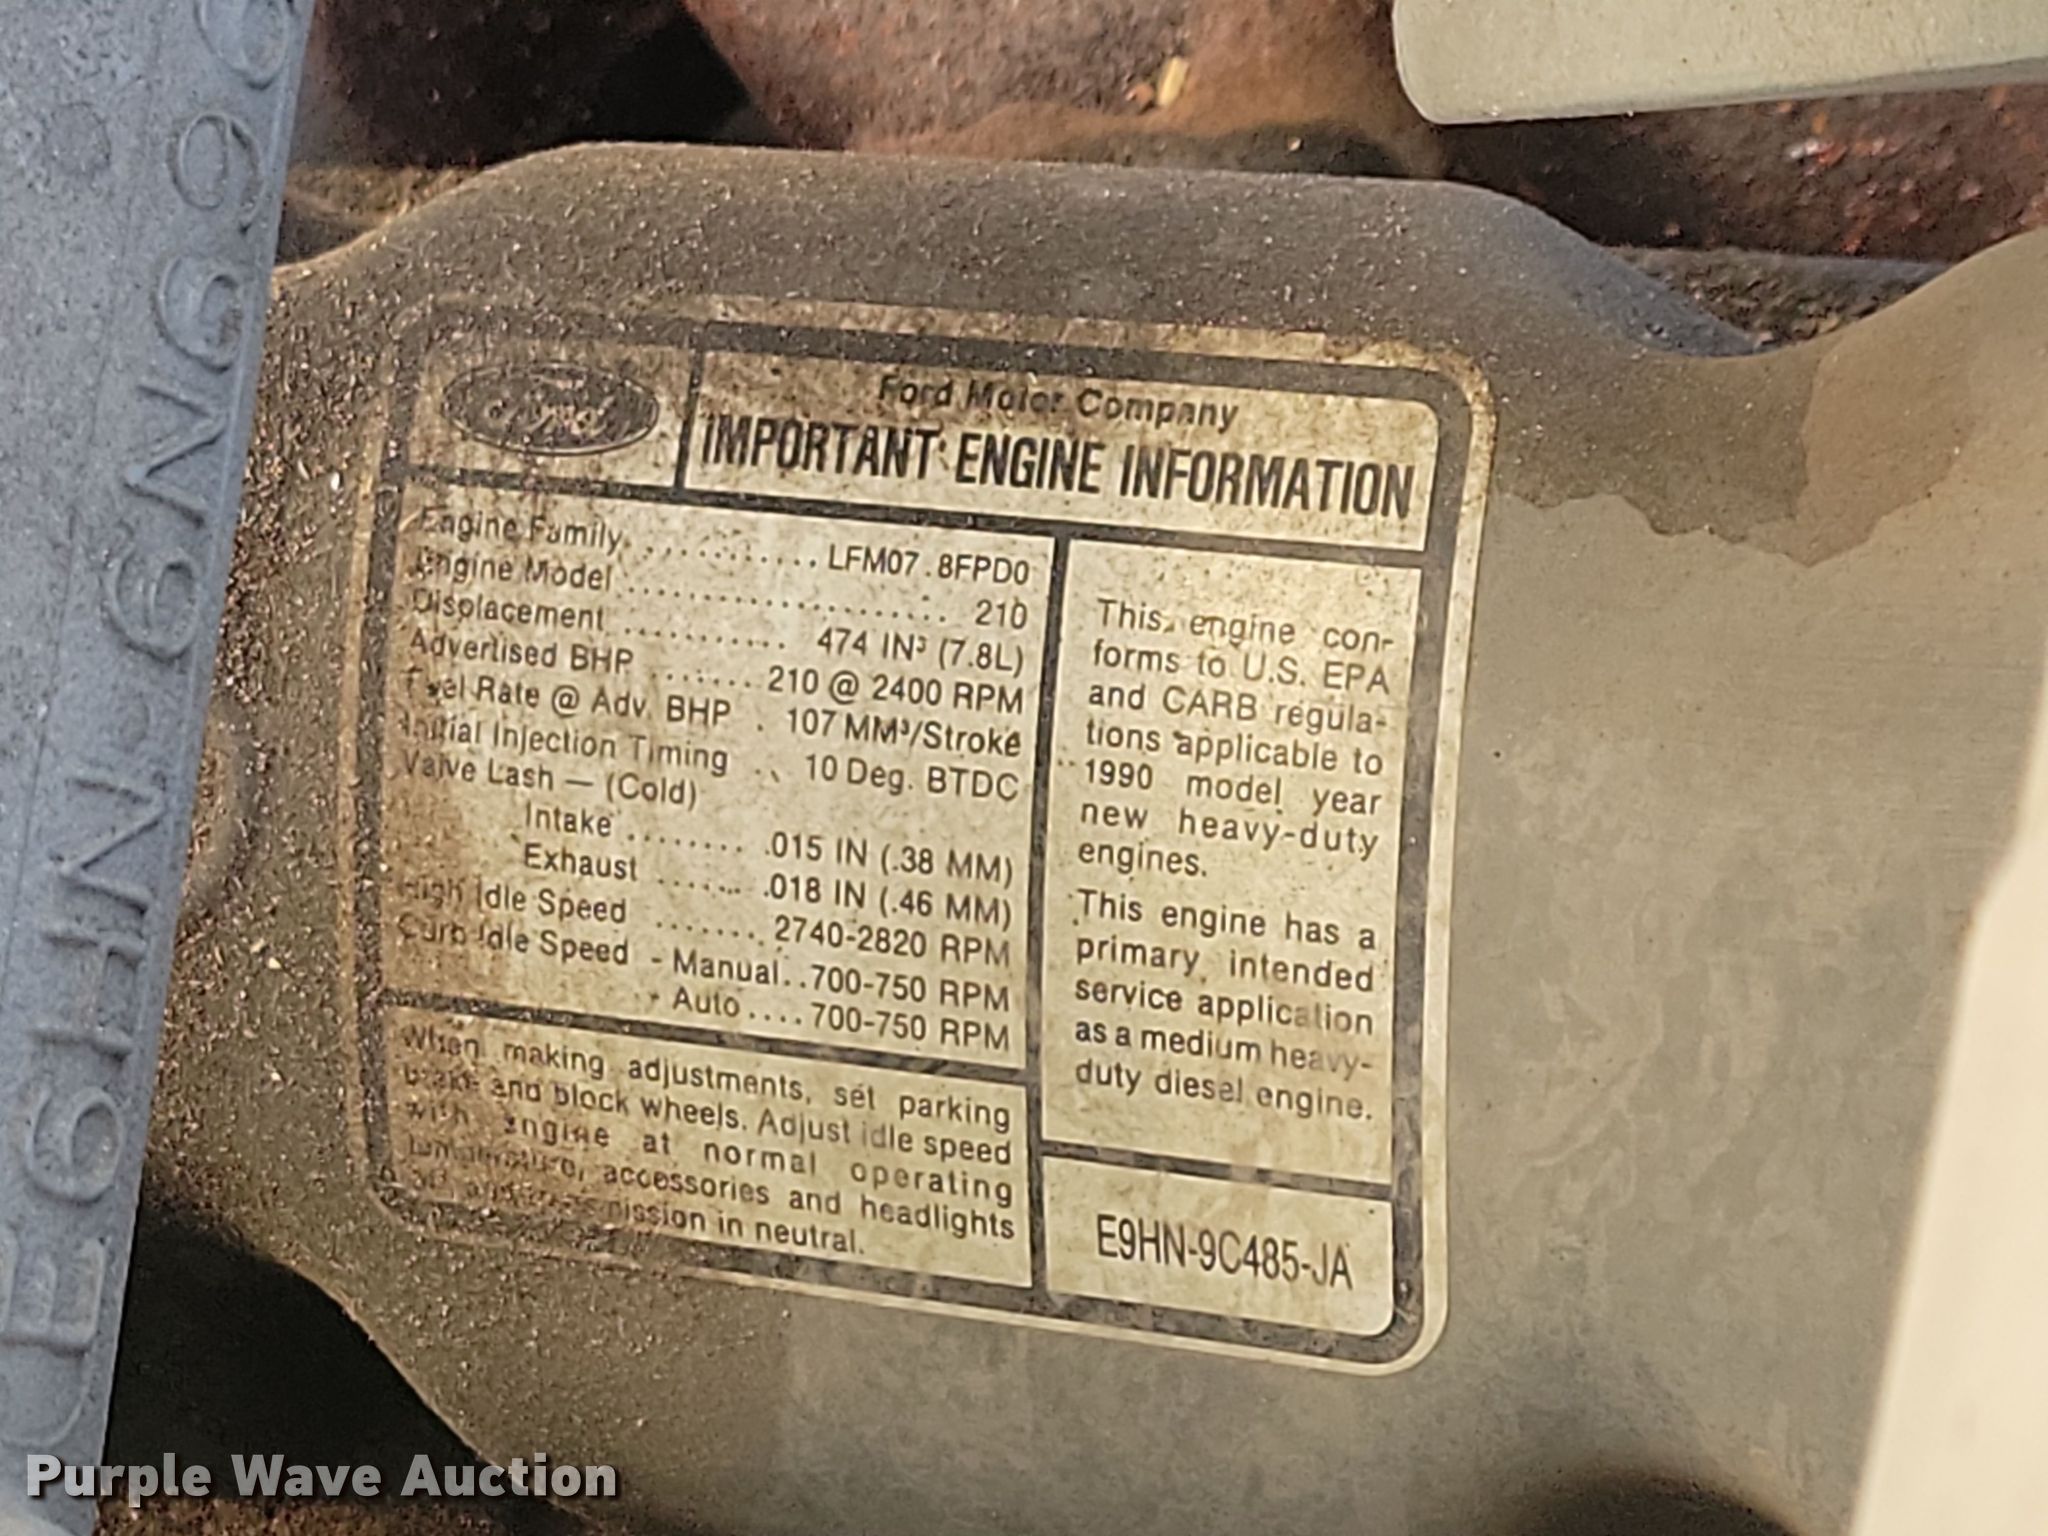 Ford
Ford Motor Company
IMPORTANT ENGINE INFORMATION
Engine Family ............ LFM07.8FPD0
Engine Model ..................... 210
Displacement ............ 474 IN³ (7.8L)
Advertised BHP ....... 210 @ 2400 RPM
Fuel Rate @ Adv. BHP . 107 MM³/Stroke
Initial Injection Timing .. 10 Deg. BTDC
Valve Lash — (Cold)
Intake ........ .015 IN (.38 MM)
Exhaust ....... .018 IN (.46 MM)
High Idle Speed ........ 2740-2820 RPM
Curb Idle Speed - Manual..700-750 RPM
- Auto....700-750 RPM
When making adjustments, set parking
brake and block wheels. Adjust idle speed
with engine at normal operating
temperature, accessories and headlights
in neutral.
This engine con-
forms to U.S. EPA
and CARB regula-
tions applicable to
1990 model year
new heavy-duty
engines.
This engine has a
primary intended
service application
as a medium heavy-
duty diesel engine.
E9HN-9C485-JA
Purple Wave Auction